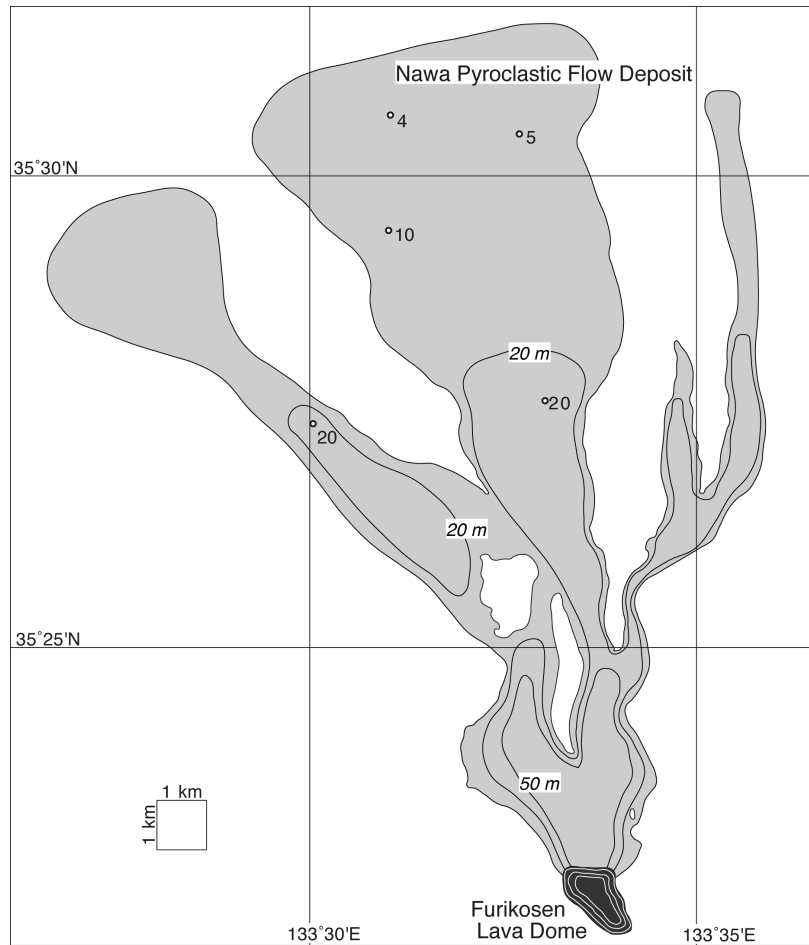 Nawa Pyroclastic Flow Deposit
4
5
35˚30'N
10
20 m
20
20
20 m
35˚25'N
50 m
1 km
1 km
Furikosen
Lava Dome
133˚30'E
133˚35'E